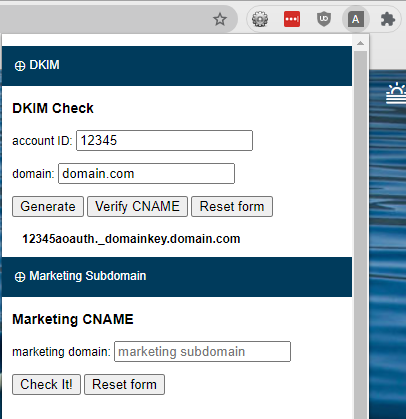 A
⊕ DKIM
DKIM Check
account ID: 12345
domain: domain.com
Generate Verify CNAME Reset form
12345aoauth._domainkey.domain.com
⊕ Marketing Subdomain
Marketing CNAME
marketing domain: marketing subdomain
Check It! Reset form